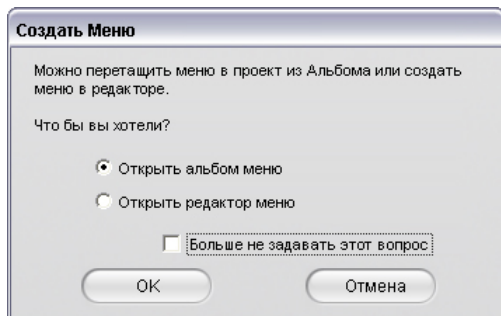 Создать Меню
Можно перетащить меню в проект из Альбома или создать
меню в редакторе.
Что бы вы хотели?
Открыть альбом меню
Открыть редактор меню
Больше не задавать этот вопрос
OK
Отмена